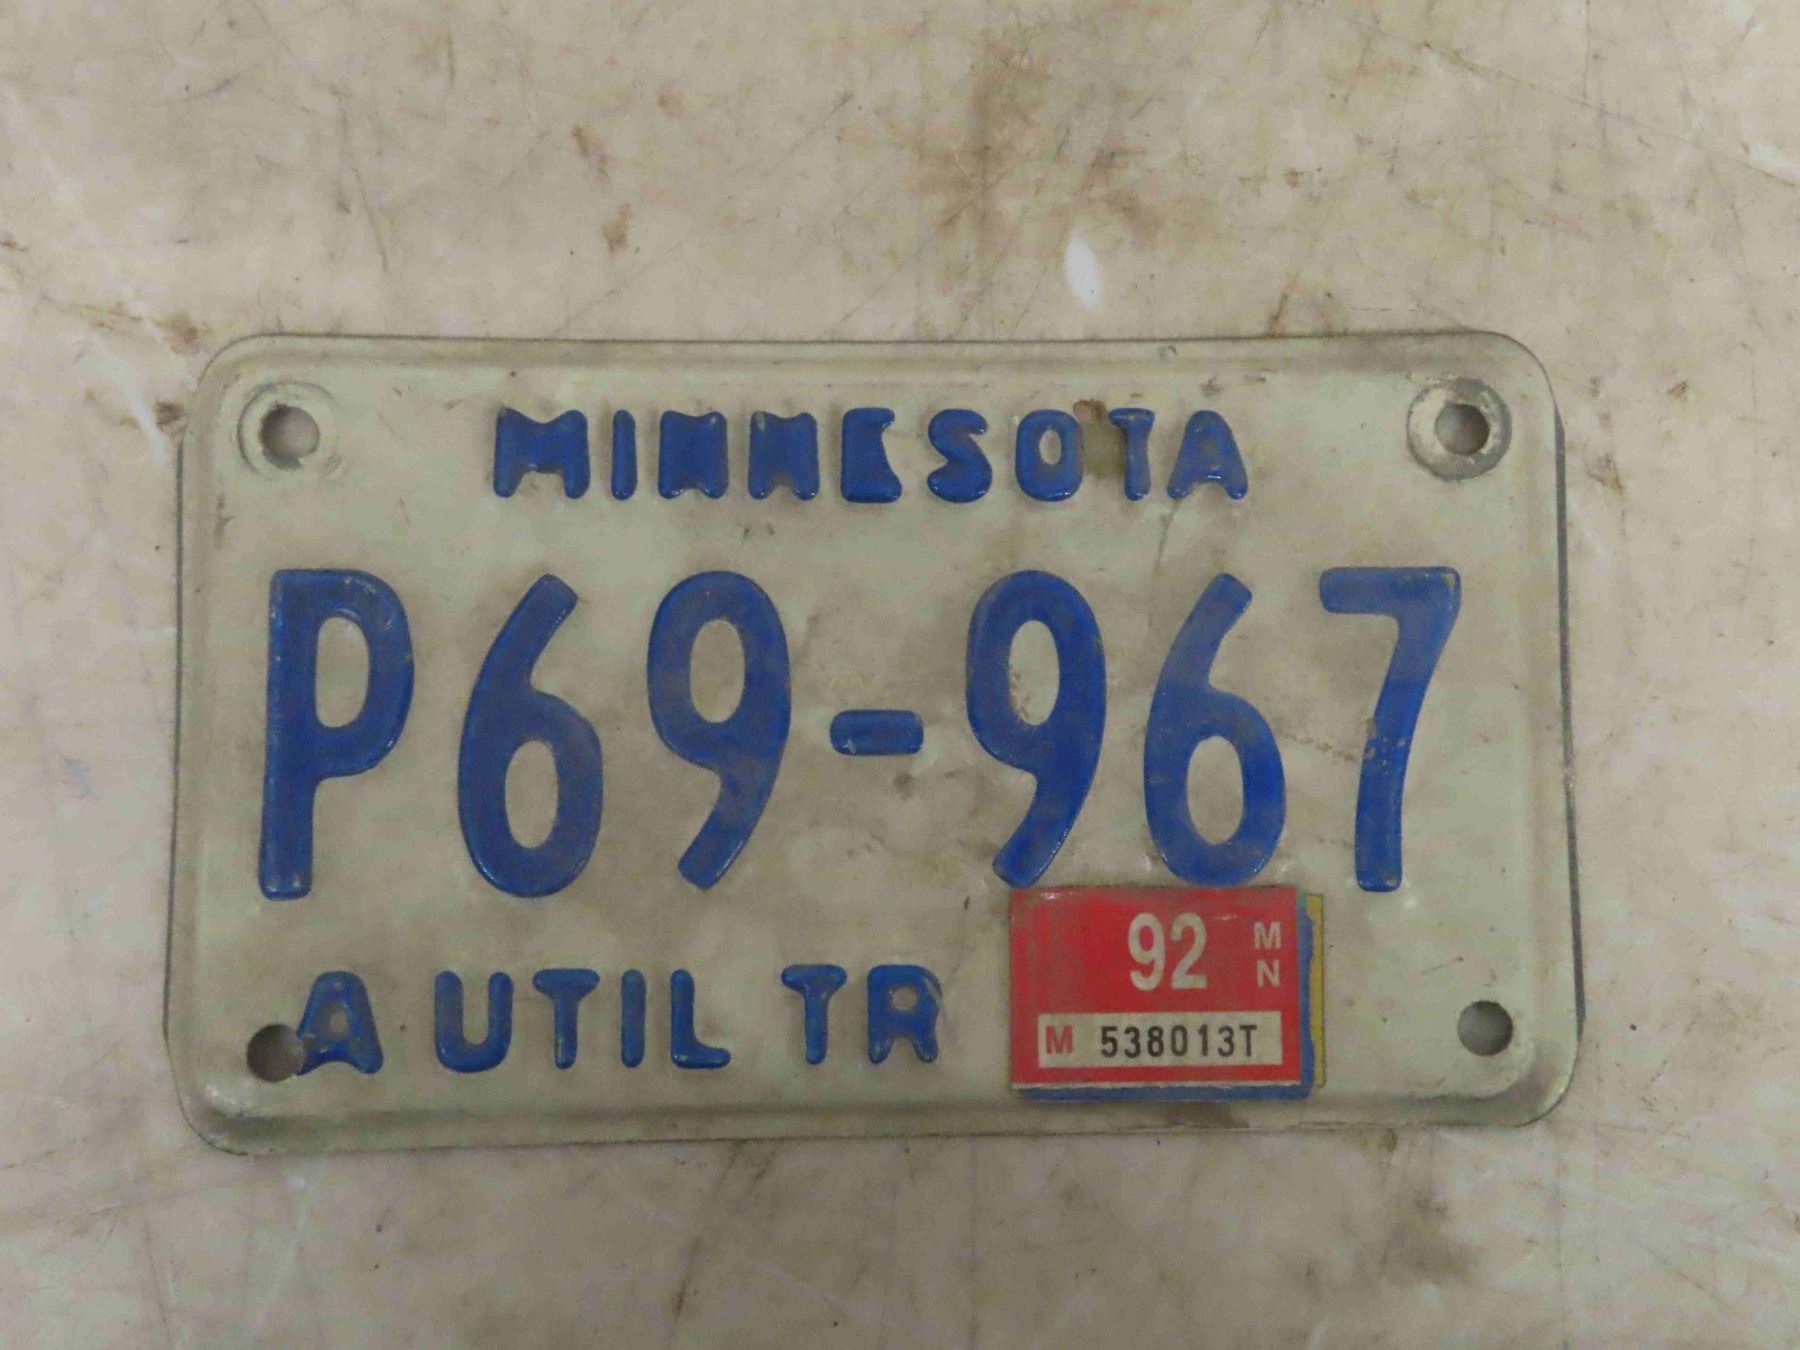 MINNESOTA
P69-967
A UTIL TR
92 MN
M 538013T